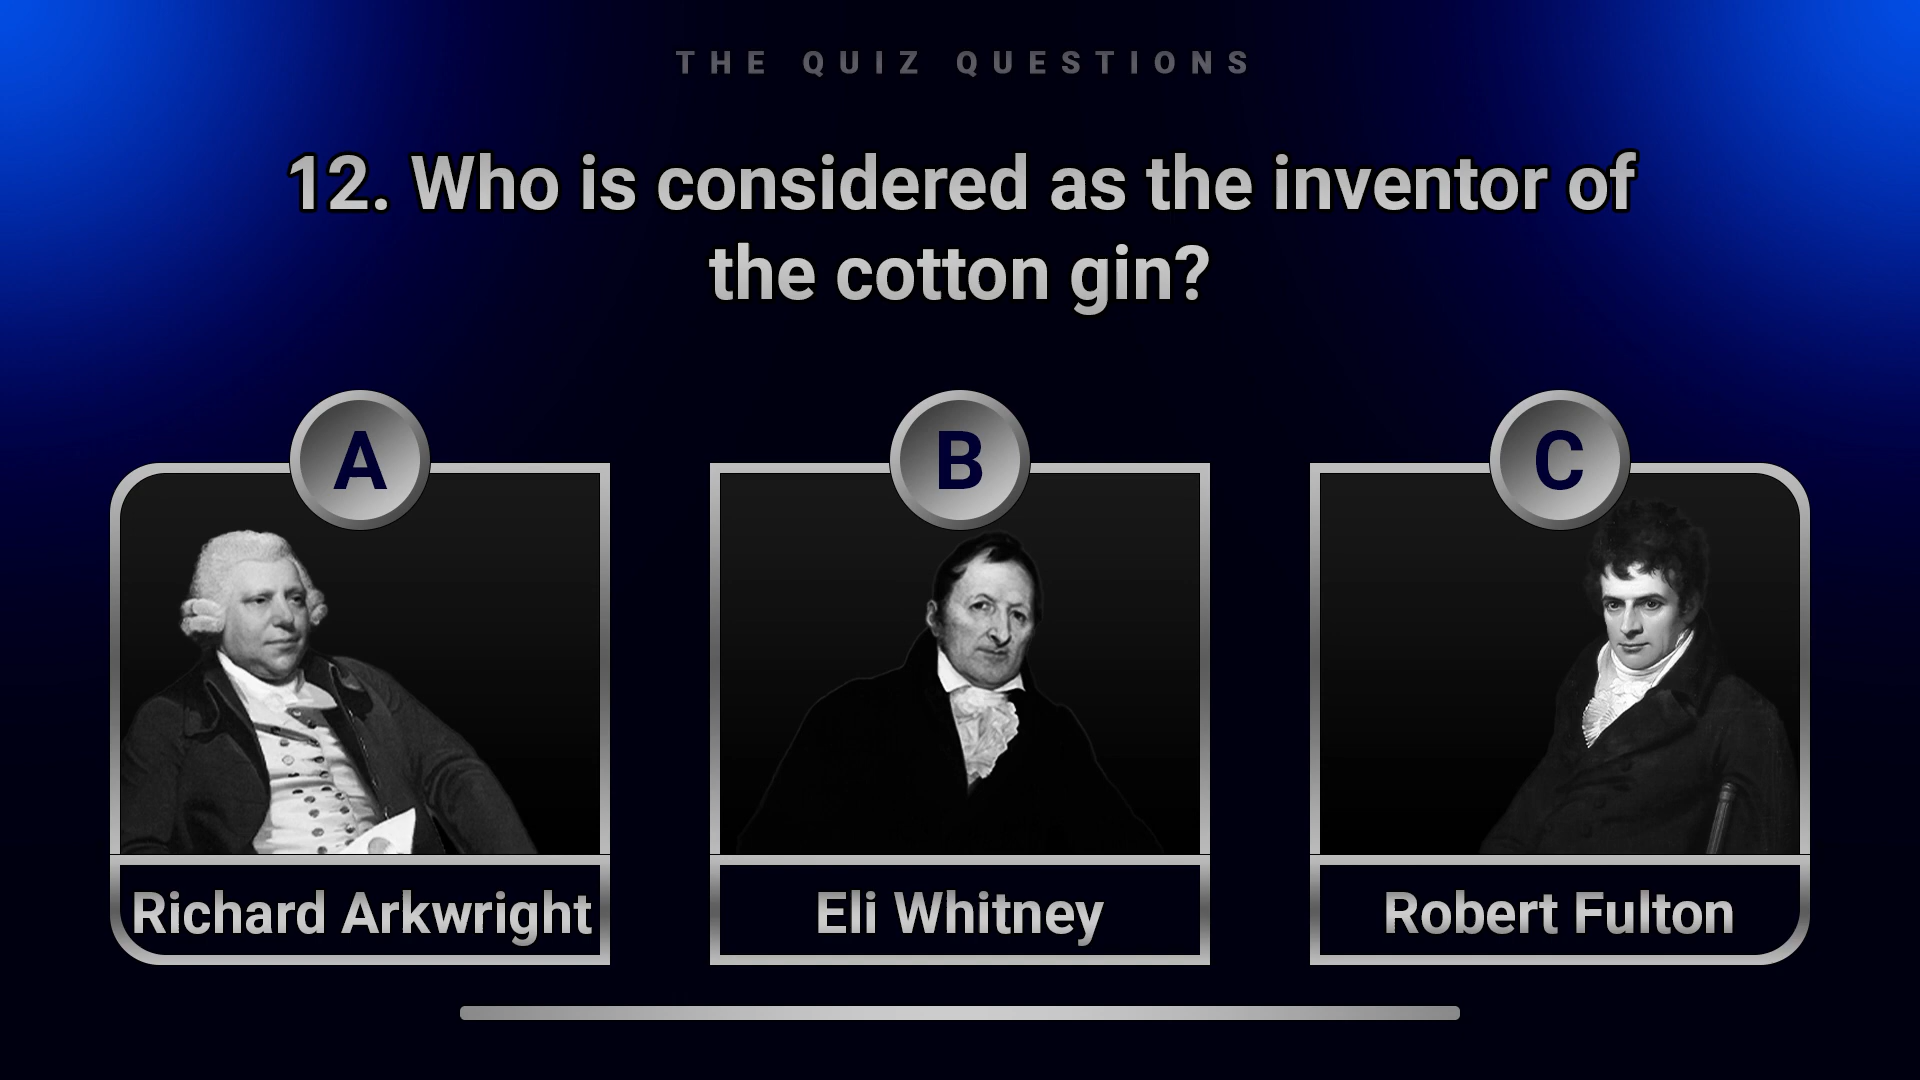 THE QUIZ QUESTIONS
12. Who is considered as the inventor of
the cotton gin?
A
B
C
Richard Arkwright
Eli Whitney
Robert Fulton